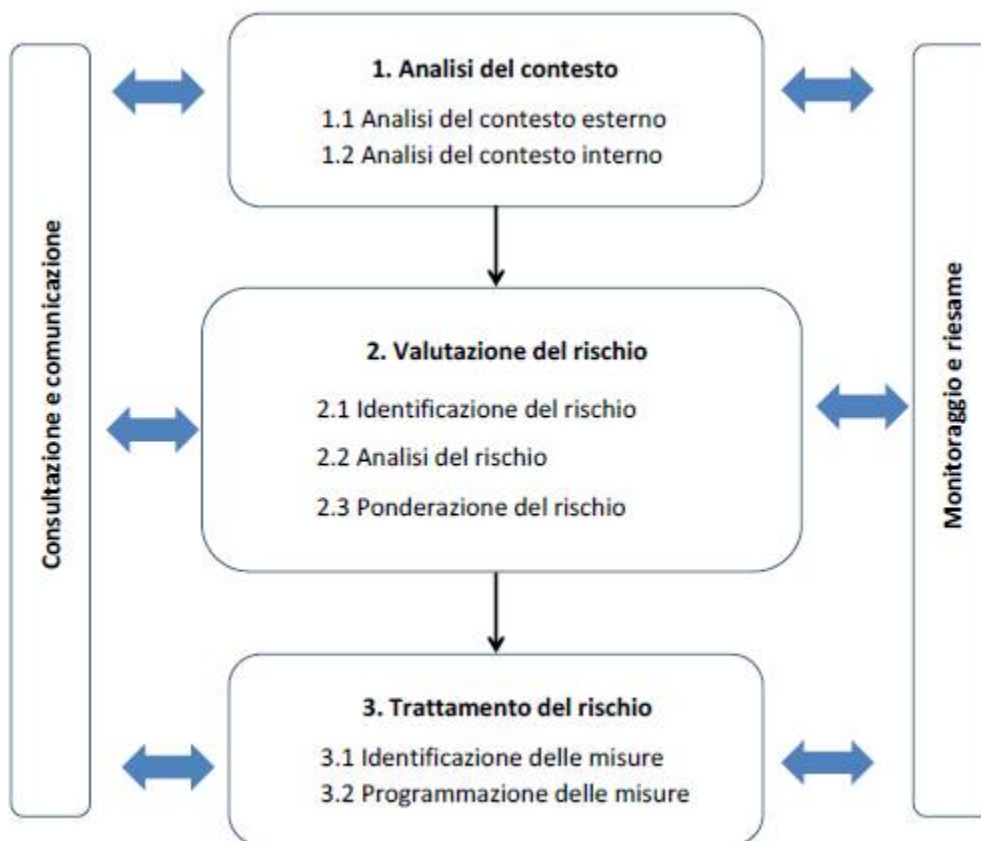 Consultazione e comunicazione
1. Analisi del contesto
1.1 Analisi del contesto esterno
1.2 Analisi del contesto interno
2. Valutazione del rischio
2.1 Identificazione del rischio
2.2 Analisi del rischio
2.3 Ponderazione del rischio
3. Trattamento del rischio
3.1 Identificazione delle misure
3.2 Programmazione delle misure
Monitoraggio e riesame